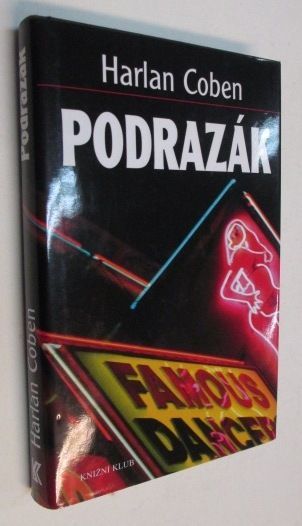 Harlan Coben
PODRAZÁK
FAMOUS
DANCE
KNIŽNÍ KLUB
Podrazák
Harlan Coben